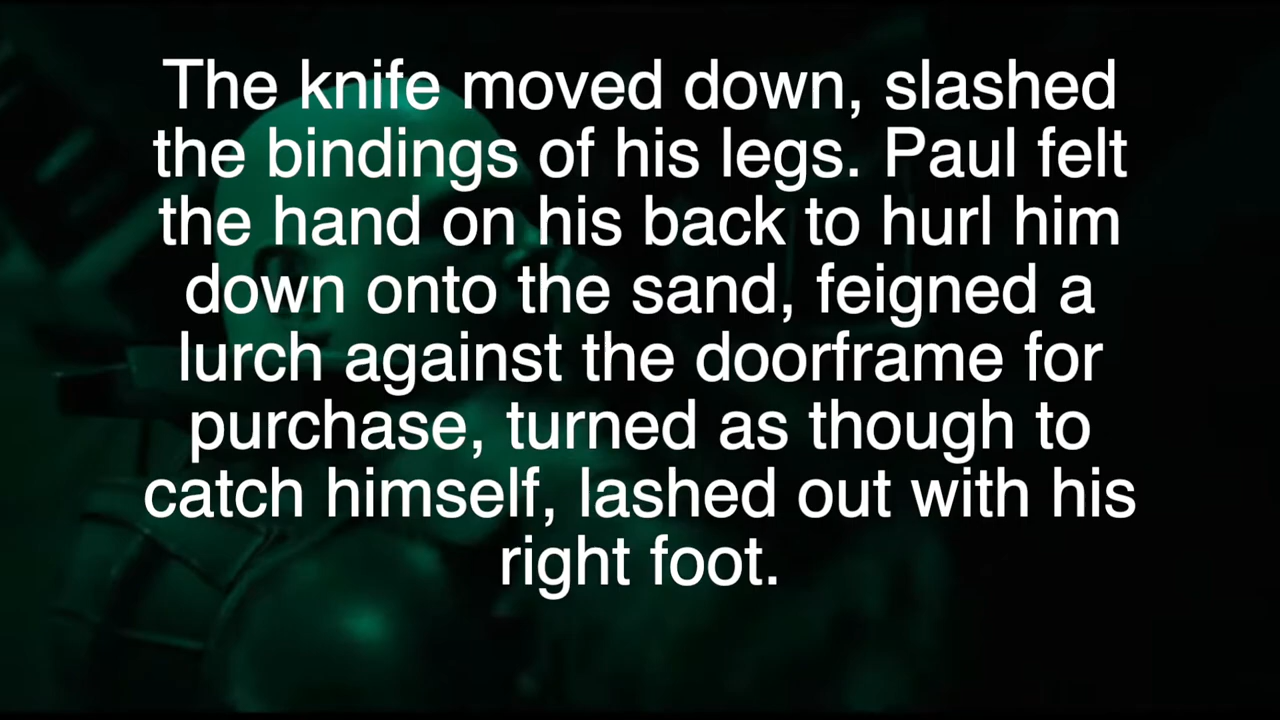 The knife moved down, slashed
the bindings of his legs. Paul felt
the hand on his back to hurl him
down onto the sand, feigned a
lurch against the doorframe for
purchase, turned as though to
catch himself, lashed out with his
right foot.